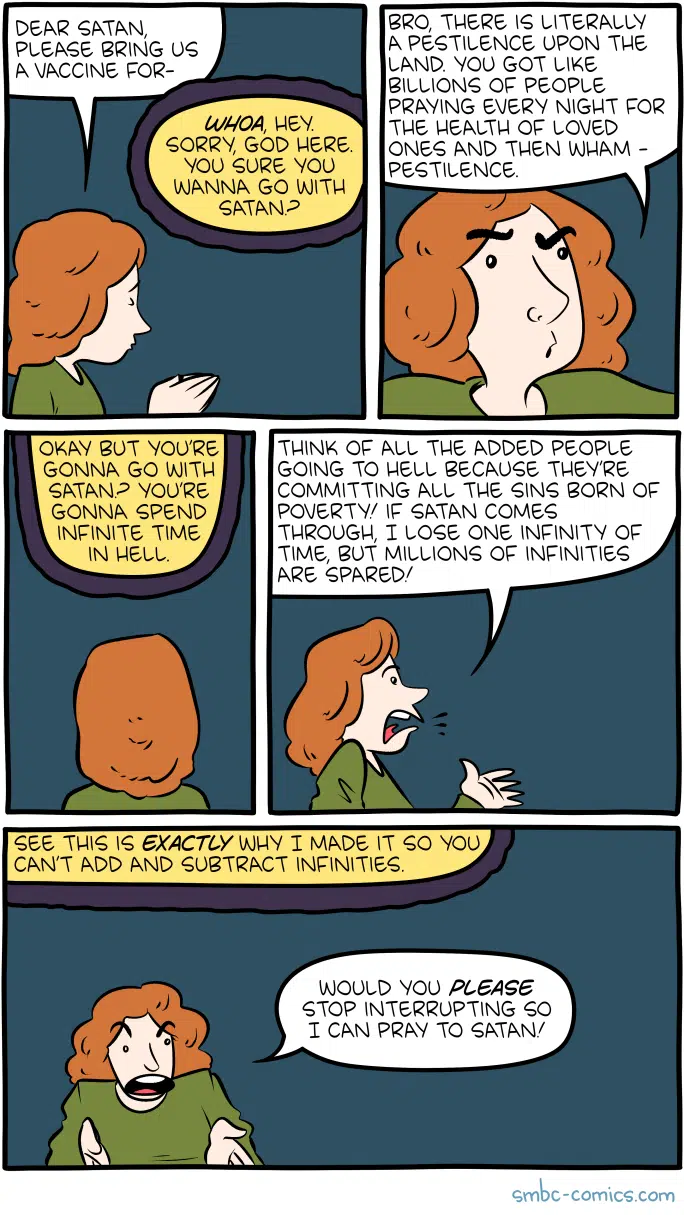 DEAR SATAN,
PLEASE BRING US
A VACCINE FOR-
WHOA, HEY.
SORRY, GOD HERE.
YOU SURE YOU
WANNA GO WITH
SATAN?
BRO, THERE IS LITERALLY
A PESTILENCE UPON THE
LAND. YOU GOT LIKE
BILLIONS OF PEOPLE
PRAYING EVERY NIGHT FOR
THE HEALTH OF LOVED
ONES AND THEN WHAM -
PESTILENCE.
OKAY BUT YOU'RE
GONNA GO WITH
SATAN? YOU'RE
GONNA SPEND
INFINITE TIME
IN HELL.
THINK OF ALL THE ADDED PEOPLE
GOING TO HELL BECAUSE THEY'RE
COMMITTING ALL THE SINS BORN OF
POVERTY! IF SATAN COMES
THROUGH, I LOSE ONE INFINITY OF
TIME, BUT MILLIONS OF INFINITIES
ARE SPARED!
SEE THIS IS EXACTLY WHY I MADE IT SO YOU
CAN'T ADD AND SUBTRACT INFINITIES.
WOULD YOU PLEASE
STOP INTERRUPTING SO
I CAN PRAY TO SATAN!
smbc-comics.com